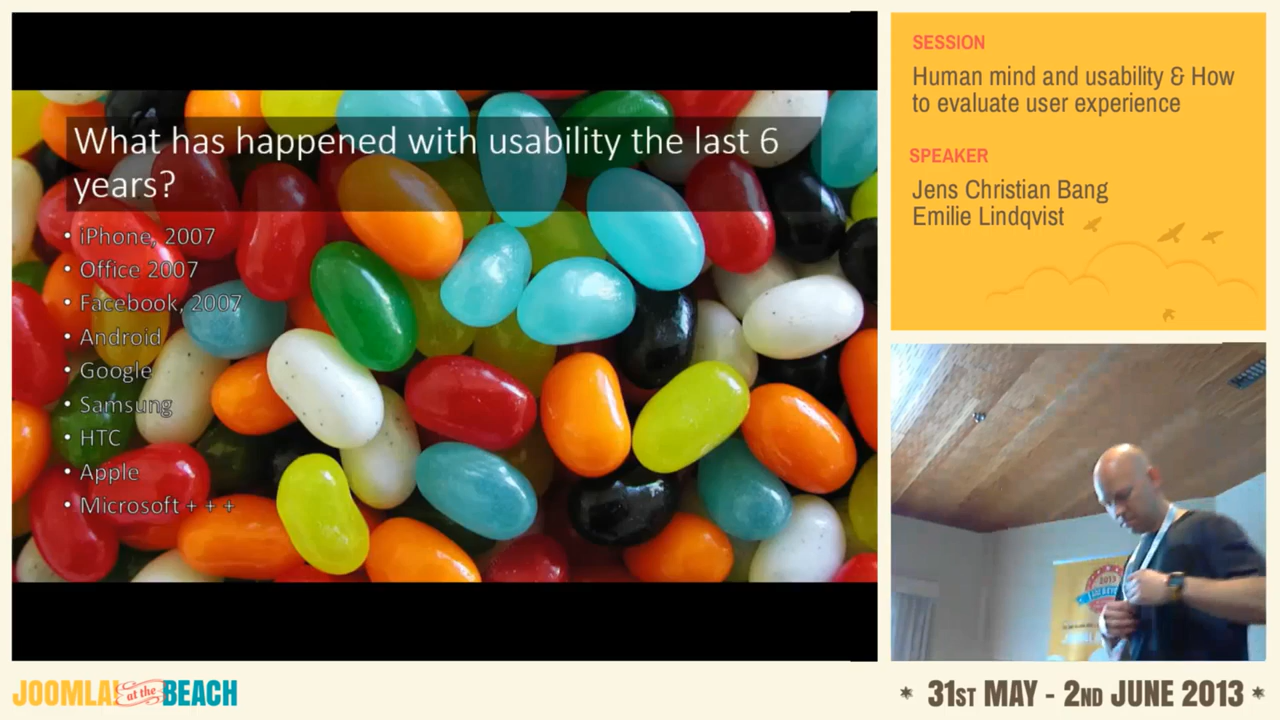 What has happened with usability the last 6
years?
• iPhone, 2007
• Office 2007
• Facebook, 2007
• Android
• Google
• Samsung
• HTC
• Apple
• Microsoft + + +
SESSION
Human mind and usability & How
to evaluate user experience
SPEAKER
Jens Christian Bang
Emilie Lindqvist
2013
JOOMLA! at the BEACH
* 31ST MAY - 2ND JUNE 2013 *